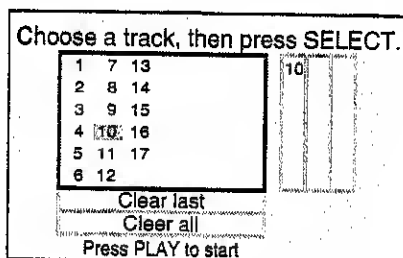 Choose a track, then press SELECT.
1 7 13
2 8 14
3 9 15
4 10 16
5 11 17
6 12
10
Clear last
Cleer all
Press PLAY to start